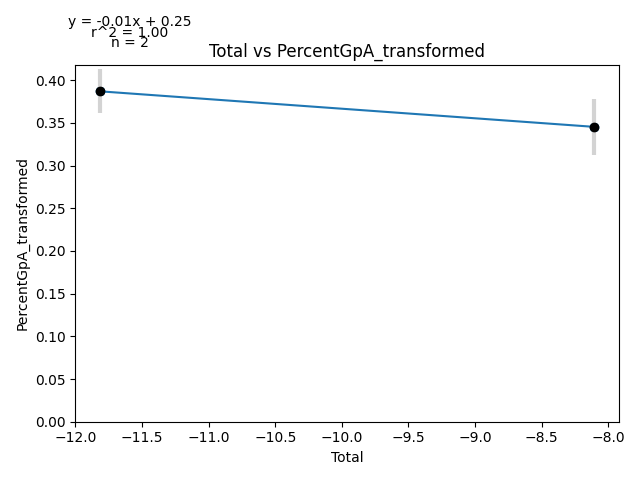 y = -0.01x + 0.25
r^2 = 1.00
n = 2
Total vs PercentGpA_transformed
PercentGpA_transformed
0.40
0.35
0.30
0.25
0.20
0.15
0.10
0.05
0.00
−12.0 −11.5 −11.0 −10.5 −10.0 −9.5 −9.0 −8.5 −8.0
Total